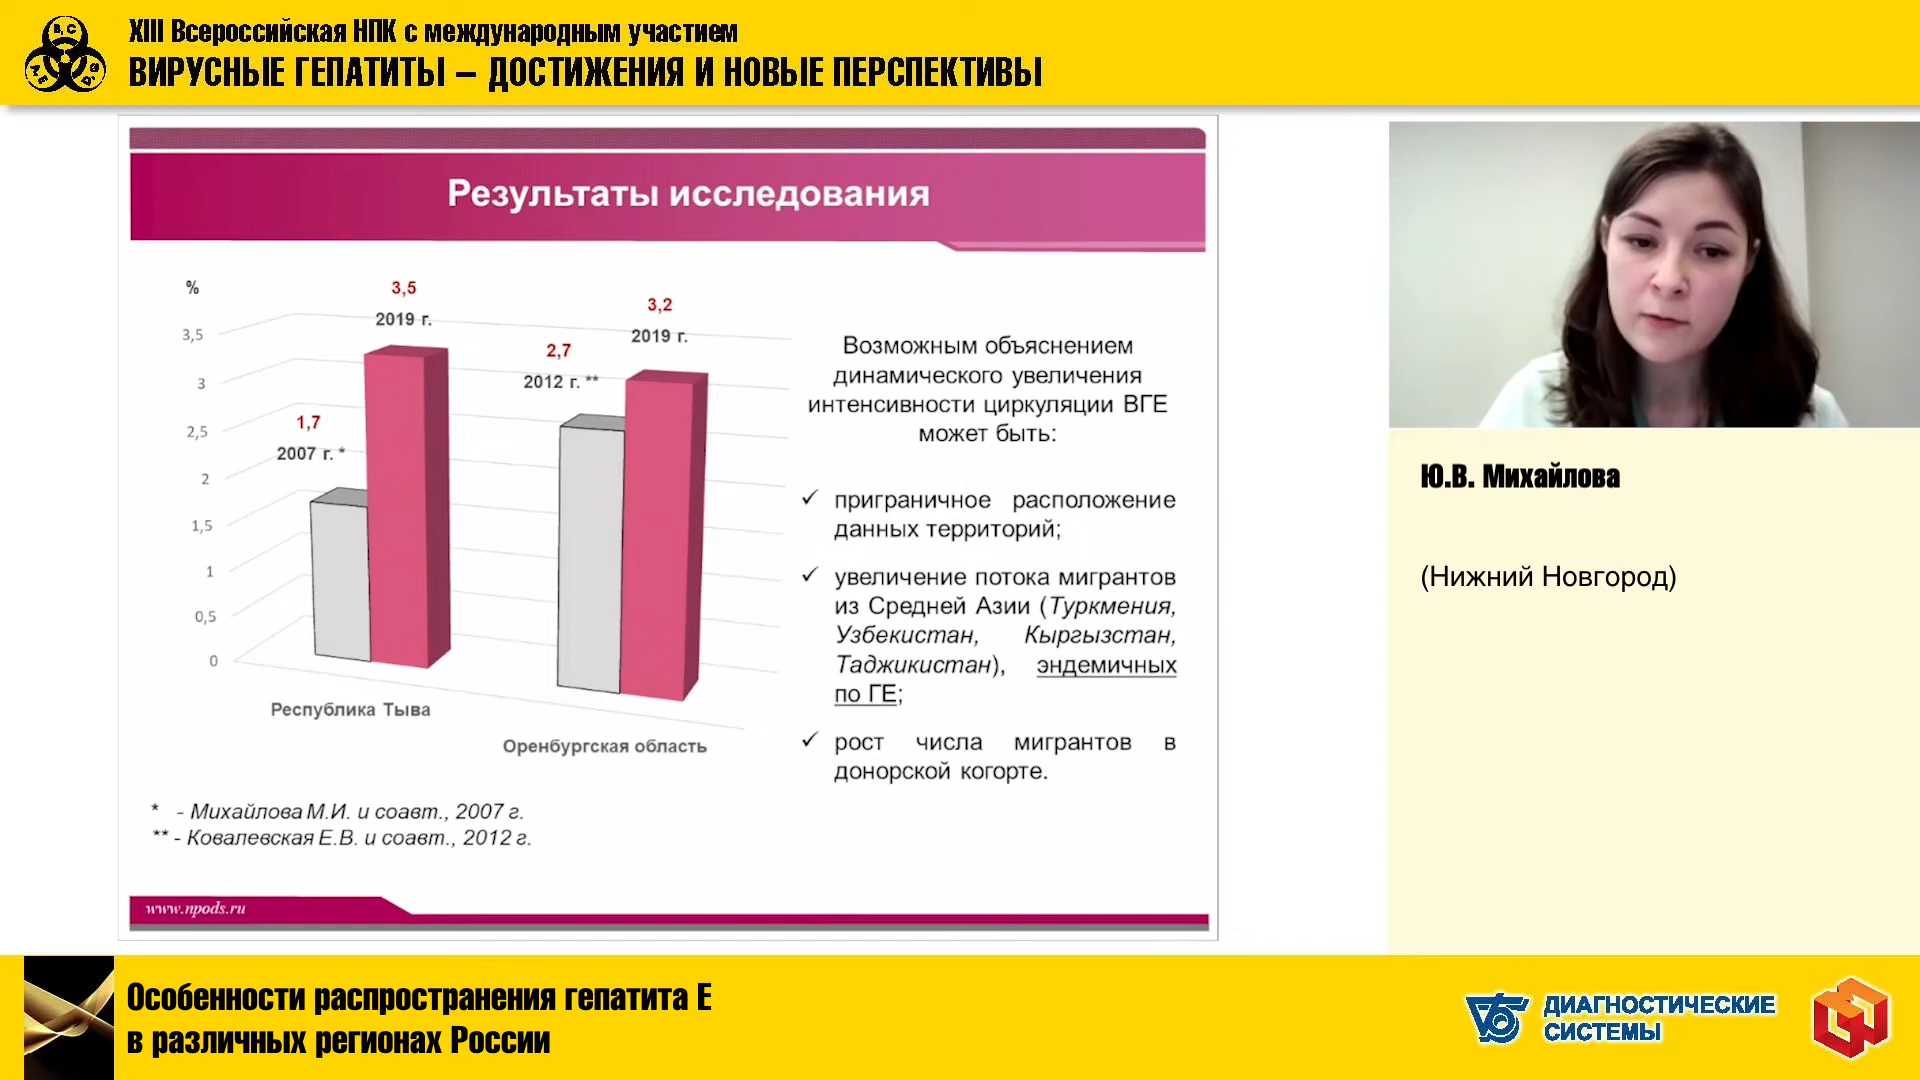 XIII Всероссийская НПК с международным участием
ВИРУСНЫЕ ГЕПАТИТЫ – ДОСТИЖЕНИЯ И НОВЫЕ ПЕРСПЕКТИВЫ
Результаты исследования
%
3,5
3
2,5
2
1,5
1
0,5
0
1,7
2007 г. *
3,5
2019 г.
2,7
2012 г. **
3,2
2019 г.
Республика Тыва
Оренбургская область
* - Михайлова М.И. и соавт., 2007 г.
** - Ковалевская Е.В. и соавт., 2012 г.
Возможным объяснением
динамического увеличения
интенсивности циркуляции ВГЕ
может быть:
✓ приграничное расположение
данных территорий;
✓ увеличение потока мигрантов
из Средней Азии (Туркмения,
Узбекистан, Кыргызстан,
Таджикистан), эндемичных
по ГЕ;
✓ рост числа мигрантов в
донорской когорте.
www.npods.ru
Ю.В. Михайлова
(Нижний Новгород)
Особенности распространения гепатита Е
в различных регионах России
ДИАГНОСТИЧЕСКИЕ
СИСТЕМЫ